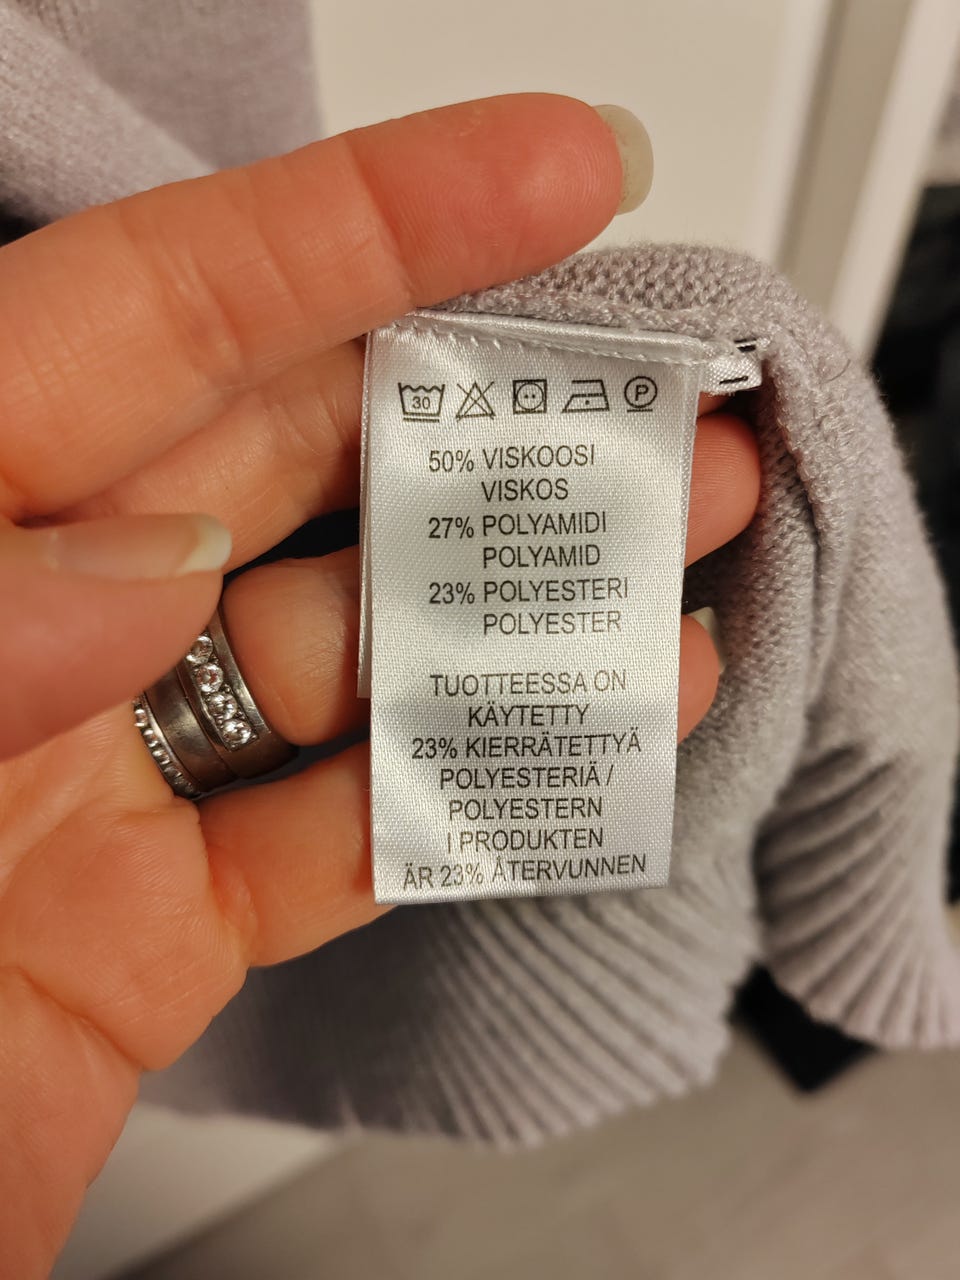 30 P
50% VISKOOSI
VISKOS
27% POLYAMIDI
POLYAMID
23% POLYESTERI
POLYESTER
TUOTTEESSA ON
KÄYTETTY
23% KIERRÄTETTYÄ
POLYESTERIÄ /
POLYESTERN
I PRODUKTEN
ÄR 23% ÅTERVUNNEN